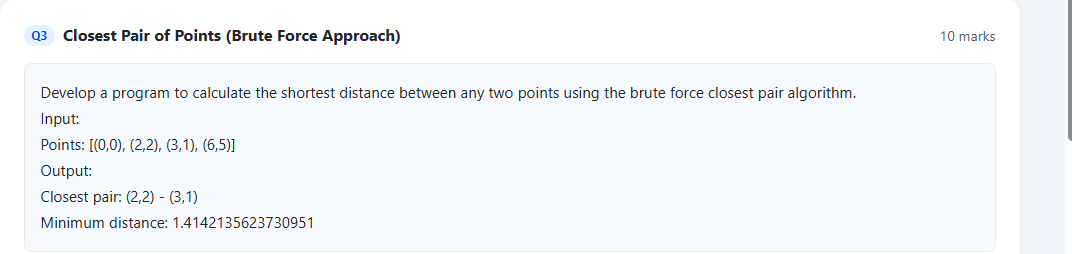 Q3 Closest Pair of Points (Brute Force Approach) 10 marks
Develop a program to calculate the shortest distance between any two points using the brute force closest pair algorithm.
Input:
Points: [(0,0), (2,2), (3,1), (6,5)]
Output:
Closest pair: (2,2) - (3,1)
Minimum distance: 1.4142135623730951